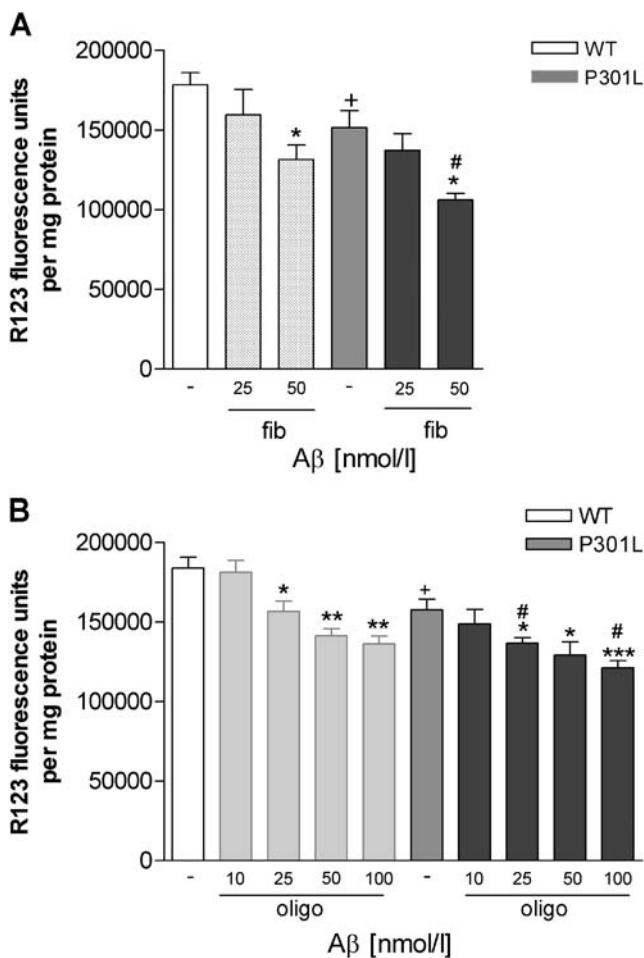 A
WT
P301L
R123 fluorescence units
per mg protein
200000
150000
100000
50000
0
*
+
#
*
- 25 50 - 25 50
fib fib
Aβ [nmol/l]
B
WT
P301L
R123 fluorescence units
per mg protein
200000
150000
100000
50000
0
* ** ** + # * * # ***
- 10 25 50 100 - 10 25 50 100
oligo oligo
Aβ [nmol/l]